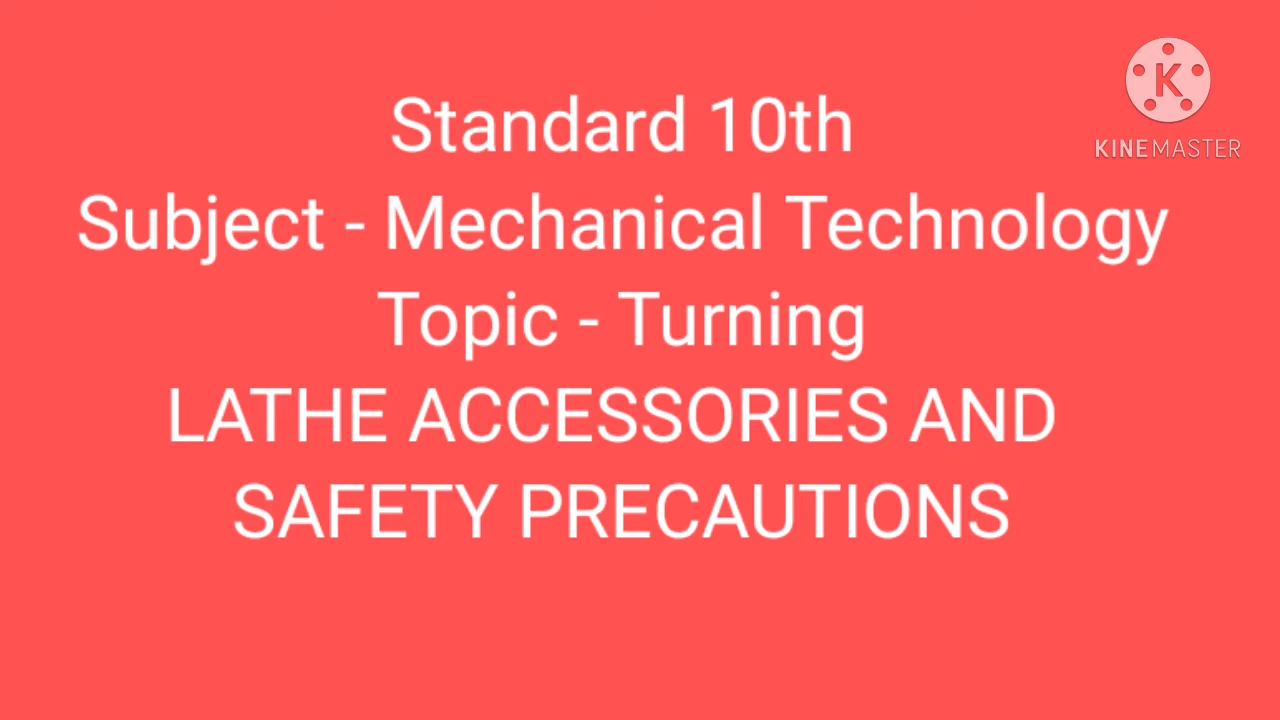 Standard 10th
Subject - Mechanical Technology
Topic - Turning
LATHE ACCESSORIES AND
SAFETY PRECAUTIONS
K
KINEMASTER